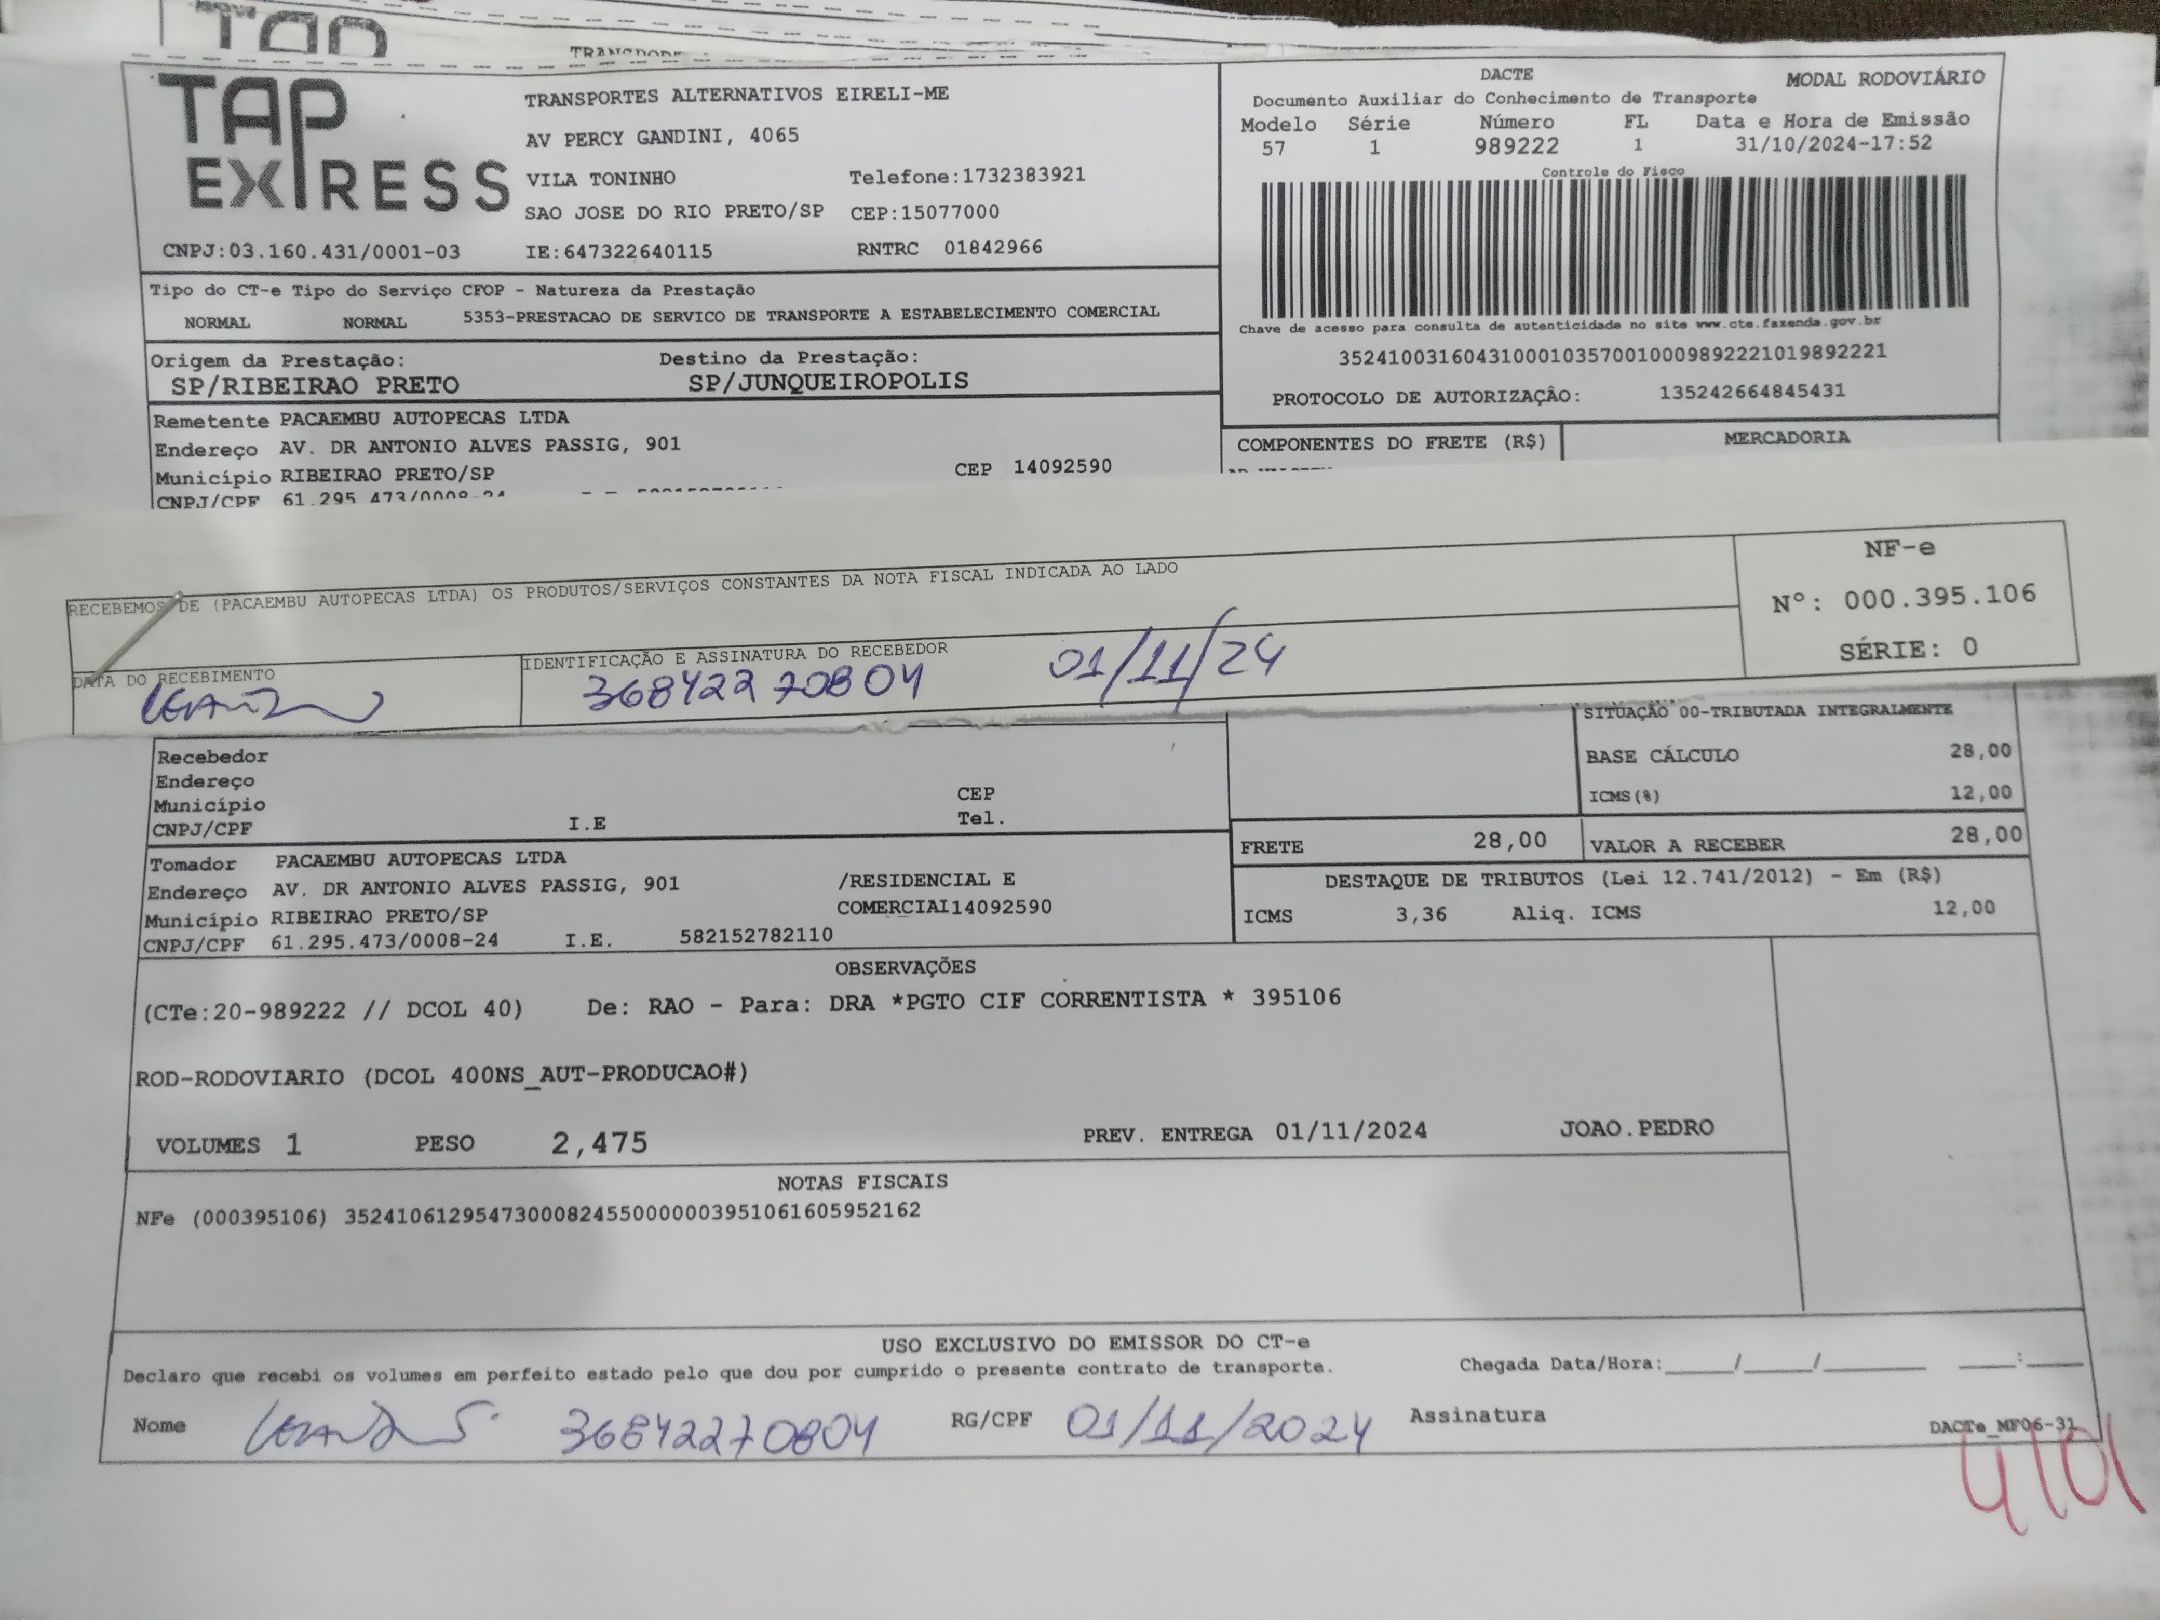 TAP
TAP
EXPRESS
TRANSPORTES ALTERNATIVOS EIRELI-ME
AV PERCY GANDINI, 4065
VILA TONINHO Telefone:1732383921
SAO JOSE DO RIO PRETO/SP CEP:15077000
CNPJ:03.160.431/0001-03 IE:647322640115 RNTRC 01842966
DACTE MODAL RODOVIÁRIO
Documento Auxiliar do Conhecimento de Transporte
Modelo Série Número FL Data e Hora de Emissão
57 1 989222 1 31/10/2024-17:52
Controle do Fisco
Chave de acesso para consulta de autenticidade no site www.cte.fazenda.gov.br
35241003160431000103570010009892221019892221
PROTOCOLO DE AUTORIZAÇÃO: 135242664845431
Tipo do CT-e Tipo do Serviço CFOP - Natureza da Prestação
NORMAL NORMAL 5353-PRESTACAO DE SERVICO DE TRANSPORTE A ESTABELECIMENTO COMERCIAL
Origem da Prestação: Destino da Prestação:
SP/RIBEIRAO PRETO SP/JUNQUEIROPOLIS
Remetente PACAEMBU AUTOPECAS LTDA
Endereço AV. DR ANTONIO ALVES PASSIG, 901
Município RIBEIRAO PRETO/SP CEP 14092590
CNPJ/CPF 61.295.473/0008-24
COMPONENTES DO FRETE (R$) MERCADORIA
RECEBEMOS DE (PACAEMBU AUTOPECAS LTDA) OS PRODUTOS/SERVIÇOS CONSTANTES DA NOTA FISCAL INDICADA AO LADO
NF-e
Nº: 000.395.106
SÉRIE: 0
DATA DO RECEBIMENTO IDENTIFICAÇÃO E ASSINATURA DO RECEBEDOR
36842270804 01/11/24
SITUAÇÃO 00-TRIBUTADA INTEGRALMENTE
BASE CÁLCULO 28,00
ICMS(%) 12,00
Recebedor
Endereço
Município CEP
CNPJ/CPF I.E Tel.
FRETE 28,00 VALOR A RECEBER 28,00
Tomador PACAEMBU AUTOPECAS LTDA
Endereço AV. DR ANTONIO ALVES PASSIG, 901 /RESIDENCIAL E
Município RIBEIRAO PRETO/SP COMERCIAL14092590
CNPJ/CPF 61.295.473/0008-24 I.E. 582152782110
DESTAQUE DE TRIBUTOS (Lei 12.741/2012) - Em (R$)
ICMS 3,36 Aliq. ICMS 12,00
OBSERVAÇÕES
(CTe:20-989222 // DCOL 40) De: RAO - Para: DRA *PGTO CIF CORRENTISTA * 395106
ROD-RODOVIARIO (DCOL 400NS_AUT-PRODUCAO#)
VOLUMES 1 PESO 2,475 PREV. ENTREGA 01/11/2024 JOAO.PEDRO
NOTAS FISCAIS
NFe (000395106) 35241061295473000824550000003951061605952162
USO EXCLUSIVO DO EMISSOR DO CT-e
Declaro que recebi os volumes em perfeito estado pelo que dou por cumprido o presente contrato de transporte. Chegada Data/Hora:____/____/______ ____:____
Nome 36842270804 RG/CPF 01/11/2024 Assinatura
DACTe_MF06-31